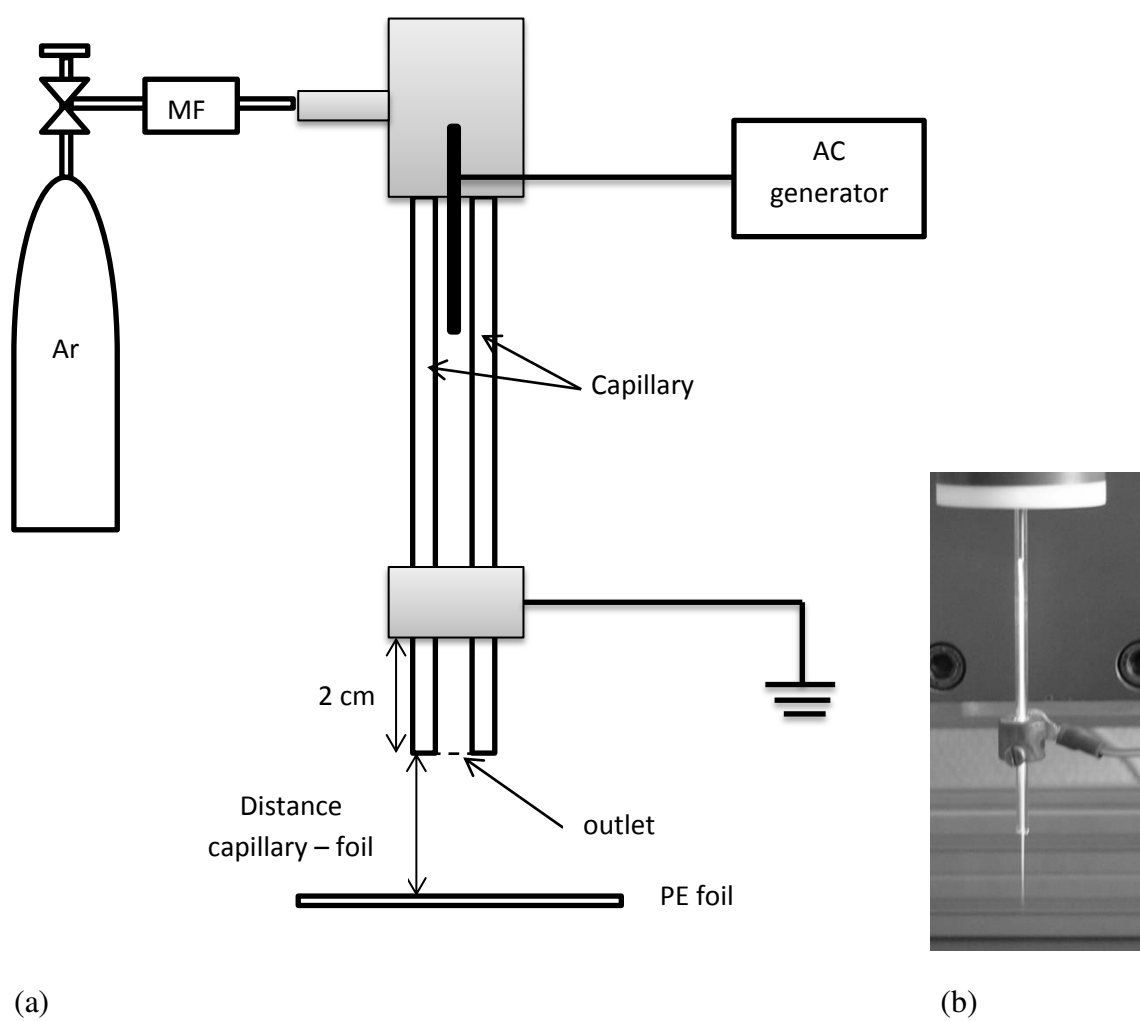 MF
AC
generator
Ar
Capillary
2 cm
Distance
capillary – foil
outlet
PE foil
(a)
(b)